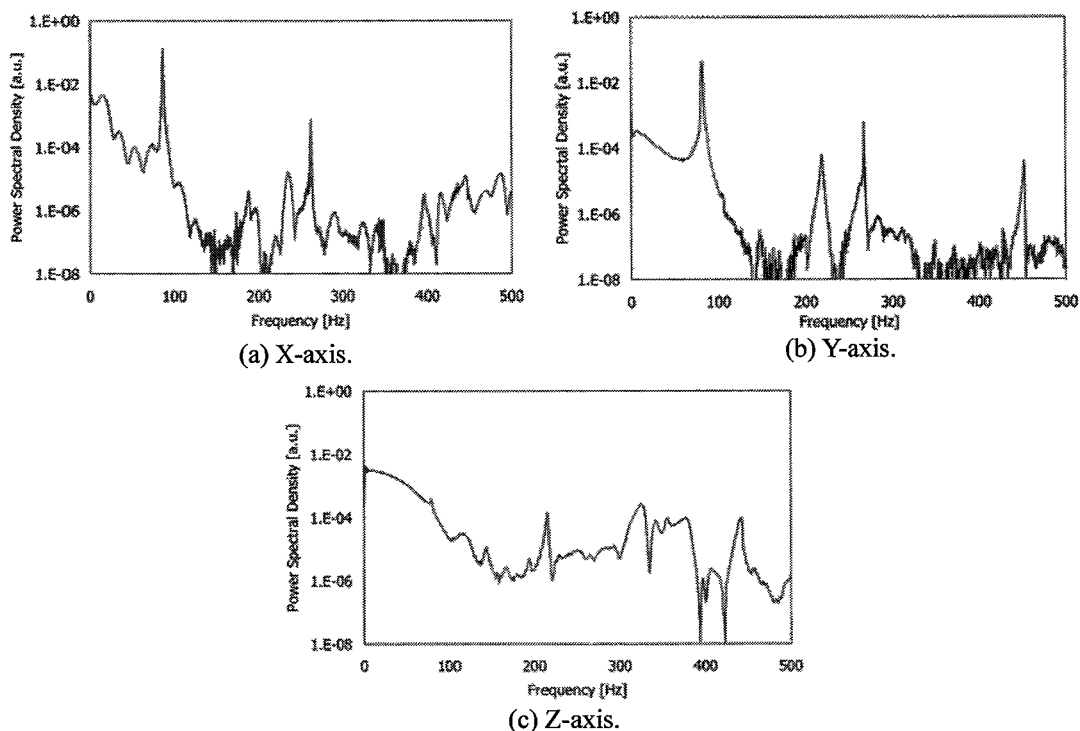 1.E+00
1.E-02
1.E-04
1.E-06
1.E-08
Power Spectral Density [a.u.]
0 100 200 300 400 500
Frequency [Hz]
(a) X-axis.
1.E+00
1.E-02
1.E-04
1.E-06
1.E-08
Power Spectral Density [a.u.]
0 100 200 300 400 500
Frequency [Hz]
(b) Y-axis.
1.E+00
1.E-02
1.E-04
1.E-06
1.E-08
Power Spectral Density [a.u.]
0 100 200 300 400 500
Frequency [Hz]
(c) Z-axis.